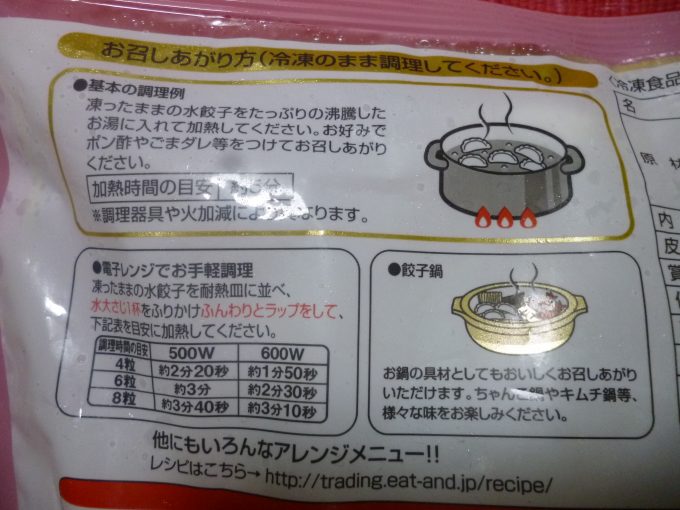 お召しあがり方(冷凍のまま調理してください。)
●基本の調理例
凍ったままの水餃子をたっぷりの沸騰した
お湯に入れて加熱してください。お好みで
ポン酢やごまダレ等をつけてお召しあがり
ください。
加熱時間の目安 約5分
※調理器具や火加減により異なります。
●電子レンジでお手軽調理
凍ったままの水餃子を耐熱皿に並べ、
水大さじ1杯をふりかけふんわりとラップをして、
下記表を目安に加熱してください。
調理時間の目安 500W 600W
4粒 約2分20秒 約1分50秒
6粒 約3分 約2分30秒
8粒 約3分40秒 約3分10秒
●餃子鍋
お鍋の具材としてもおいしくお召しあがり
いただけます。ちゃんこ鍋やキムチ鍋等、
様々な味をお楽しみください。
他にもいろんなアレンジメニュー!!
レシピはこちら→ http://trading.eat-and.jp/recipe/
(冷凍食品
名
原材
内
皮
賞